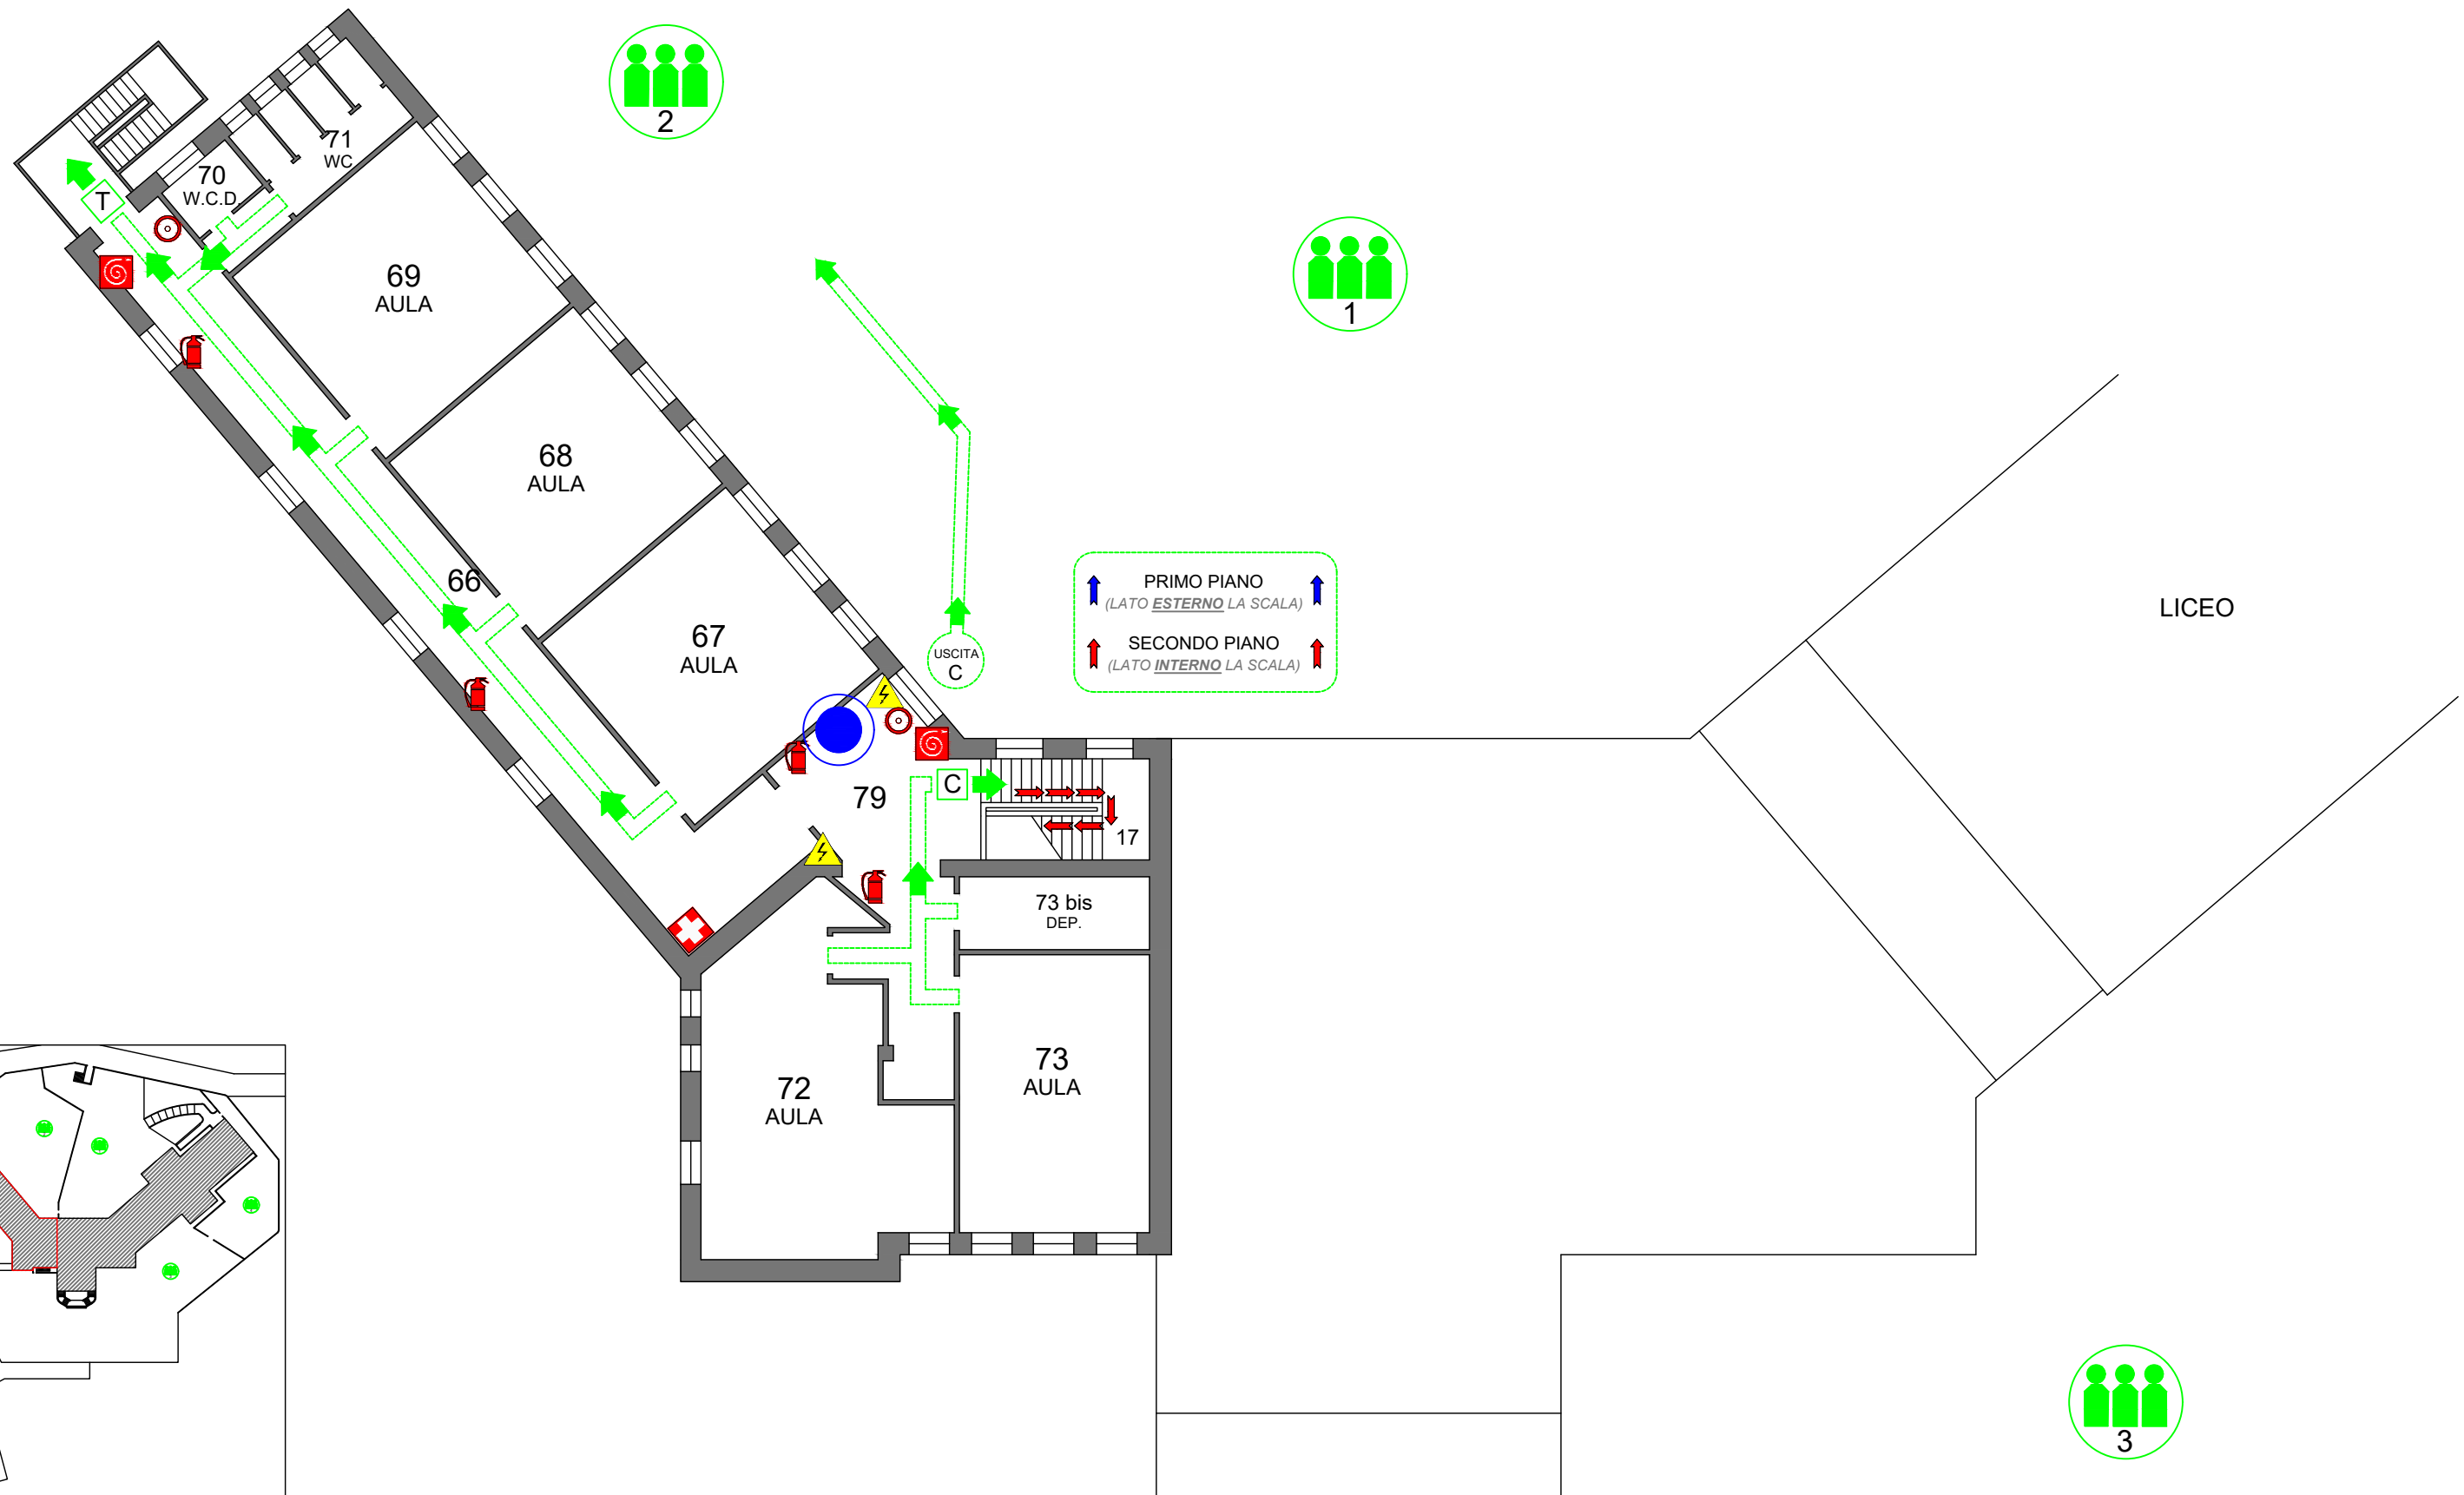 2
71
WC
70
W.C.D.
T
1
69
AULA
68
AULA
66
PRIMO PIANO
(LATO ESTERNO LA SCALA)
SECONDO PIANO
(LATO INTERNO LA SCALA)
LICEO
67
AULA
USCITA
C
79
C
17
73 bis
DEP.
73
AULA
72
AULA
3